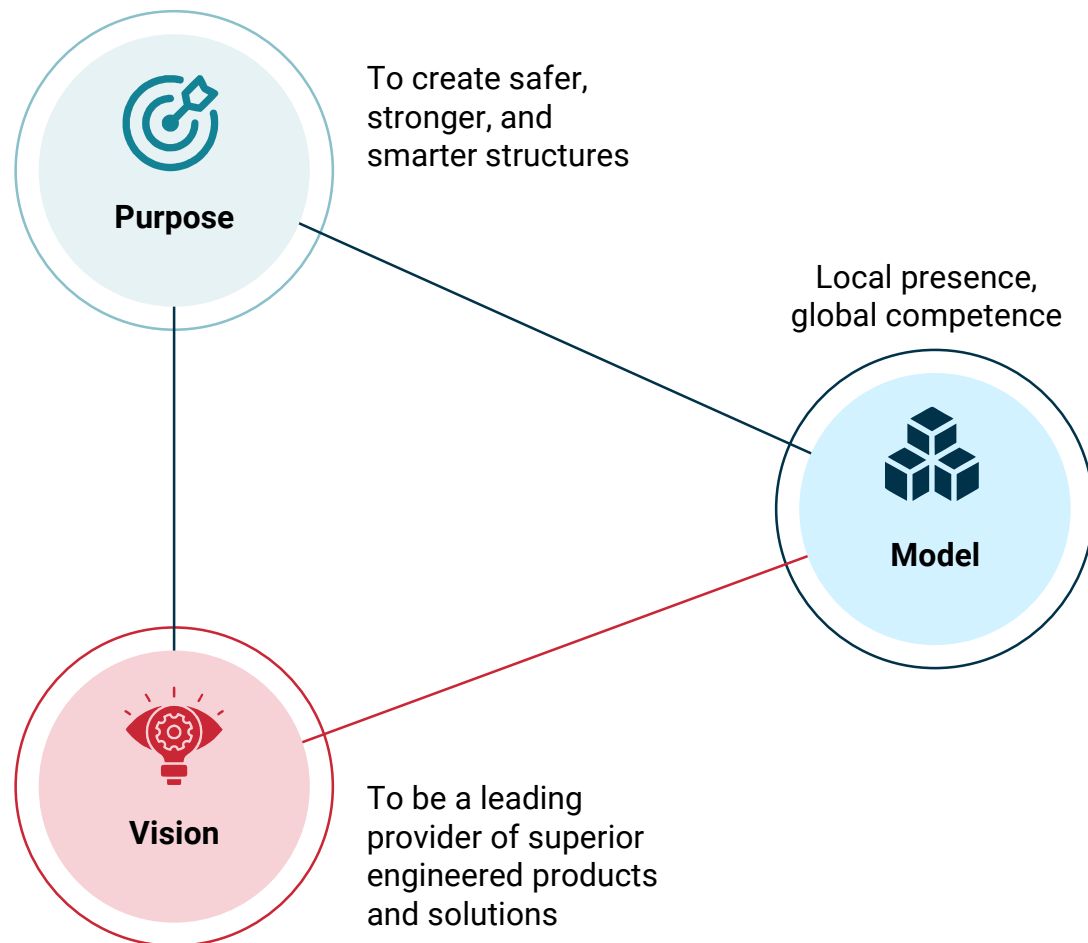 To create safer,
stronger, and
smarter structures
Purpose
Local presence,
global competence
Model
Vision
To be a leading
provider of superior
engineered products
and solutions